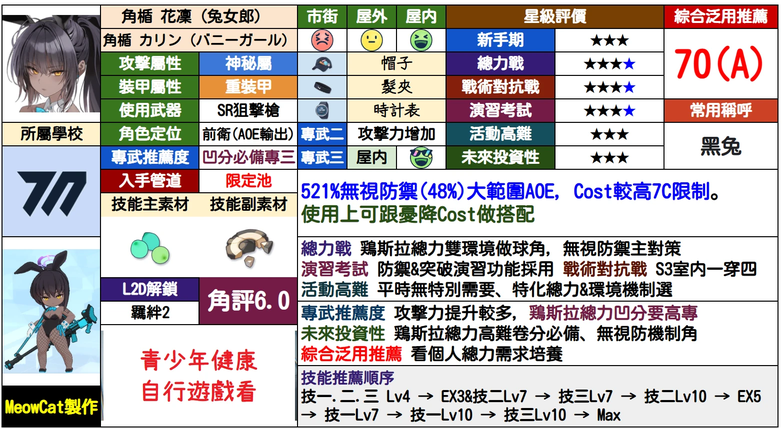 角楯 花凜 (兔女郎)
角楯 カリン (バニーガール)
市街 屋外 屋內
星級評價
綜合泛用推薦
新手期 ★★★
總力戰 ★★★★
戰術對抗戰 ★★★★
演習考試 ★★★★
活動高難 ★★★
未來投資性 ★★★
70(A)
常用稱呼
黑兔
攻擊屬性 神秘屬
裝甲屬性 重裝甲
使用武器 SR狙擊槍
角色定位 前衛(AOE輸出)
專武推薦度 凹分必備專三
入手管道 限定池
帽子
髮夾
時計表
專武二 攻擊力增加
專武三 屋內
所屬學校
技能主素材 技能副素材
L2D解鎖
羈絆2
角評6.0
521%無視防禦(48%)大範圍AOE, Cost較高7C限制。
使用上可跟憂降Cost做搭配
總力戰 鶏斯拉總力雙環境做球角, 無視防禦主對策
演習考試 防禦&突破演習功能採用 戰術對抗戰 S3室内一穿四
活動高難 平時無特別需要、特化總力&環境機制選
專武推薦度 攻擊力提升較多, 鶏斯拉總力凹分要高專
未來投資性 鶏斯拉總力高難卷分必備、無視防機制角
綜合泛用推薦 看個人總力需求培養
青少年健康
自行遊戲看
技能推薦順序
技一.二.三 Lv4 → EX3&技二Lv7 → 技三Lv7 → 技二Lv10 → EX5
→ 技一Lv7 → 技一Lv10 → 技三Lv10 → Max
MeowCat製作